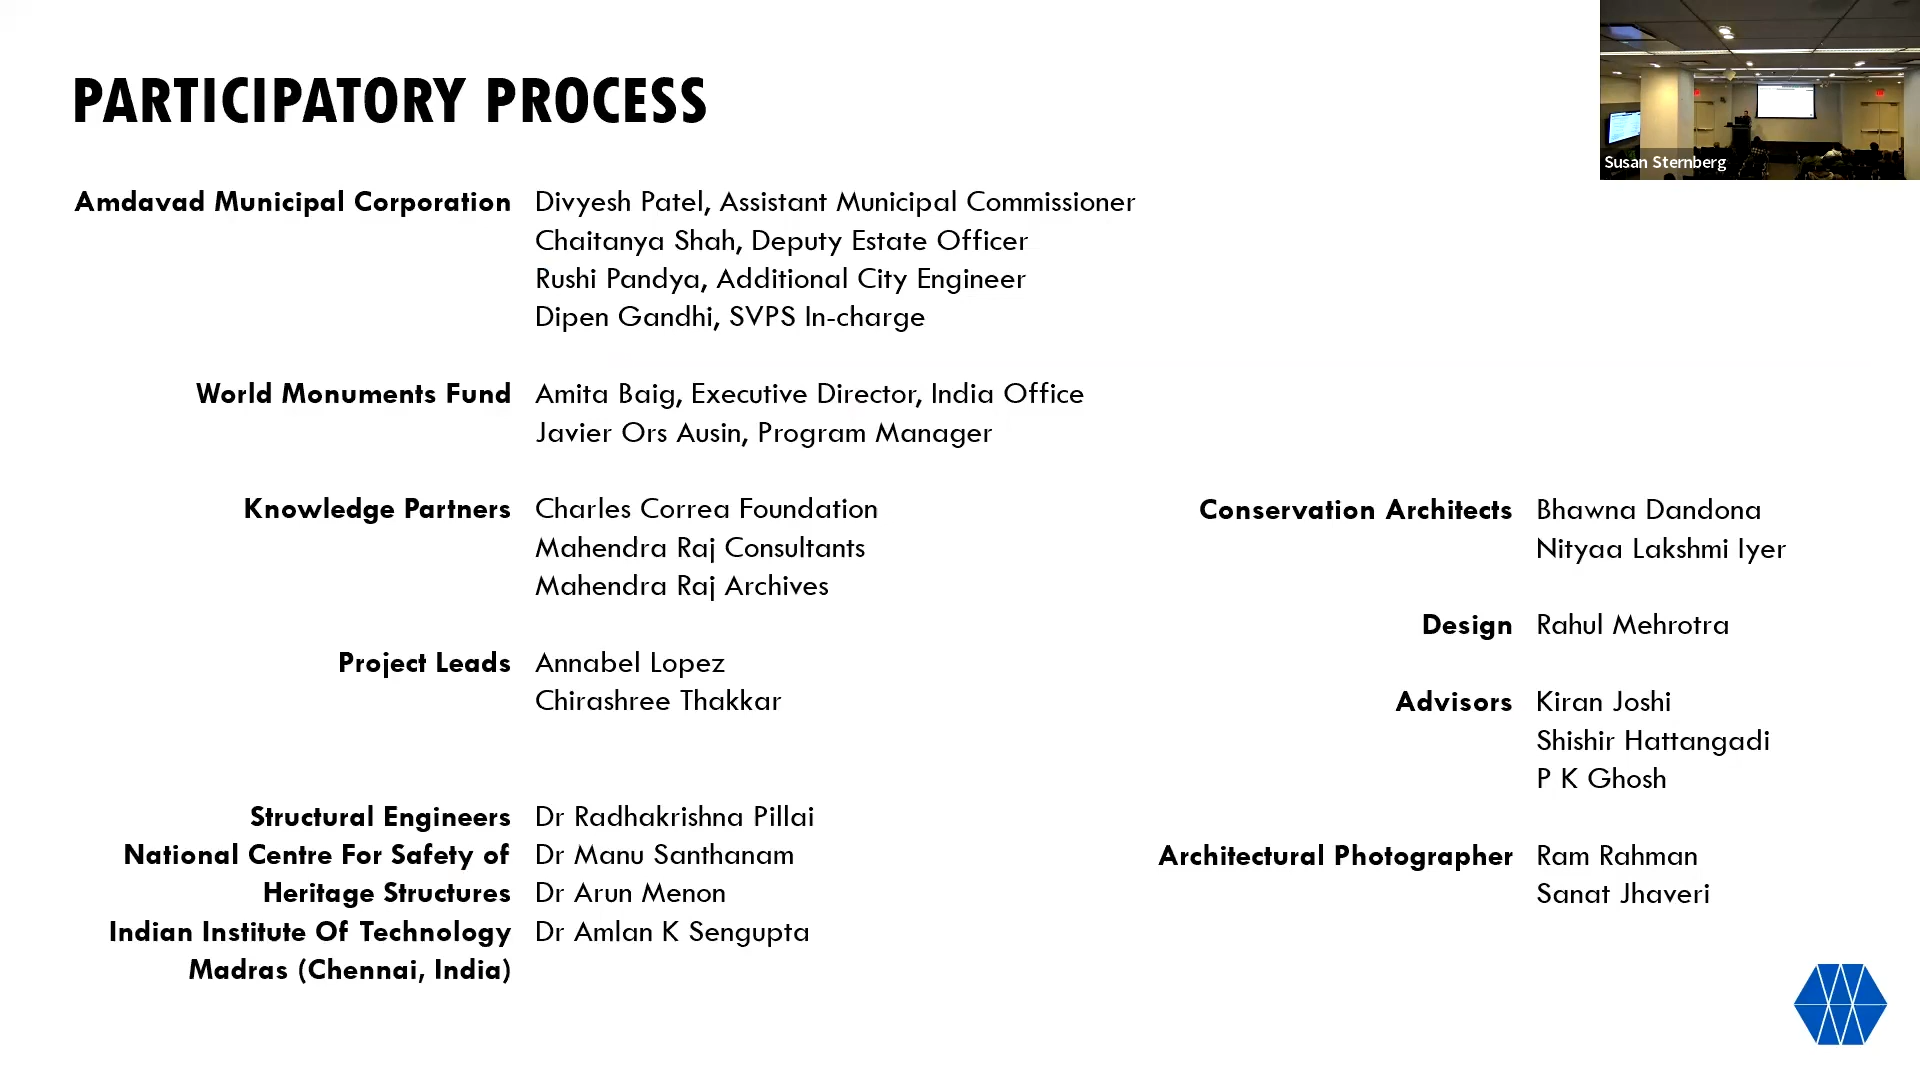 PARTICIPATORY PROCESS
Susan Sternberg
Amdavad Municipal Corporation Divyesh Patel, Assistant Municipal Commissioner
Chaitanya Shah, Deputy Estate Officer
Rushi Pandya, Additional City Engineer
Dipen Gandhi, SVPS In-charge
World Monuments Fund Amita Baig, Executive Director, India Office
Javier Ors Ausin, Program Manager
Knowledge Partners Charles Correa Foundation
Mahendra Raj Consultants
Mahendra Raj Archives
Project Leads Annabel Lopez
Chirashree Thakkar
Structural Engineers Dr Radhakrishna Pillai
National Centre For Safety of Dr Manu Santhanam
Heritage Structures Dr Arun Menon
Indian Institute Of Technology Dr Amlan K Sengupta
Madras (Chennai, India)
Conservation Architects Bhawna Dandona
Nityaa Lakshmi Iyer
Design Rahul Mehrotra
Advisors Kiran Joshi
Shishir Hattangadi
P K Ghosh
Architectural Photographer Ram Rahman
Sanat Jhaveri